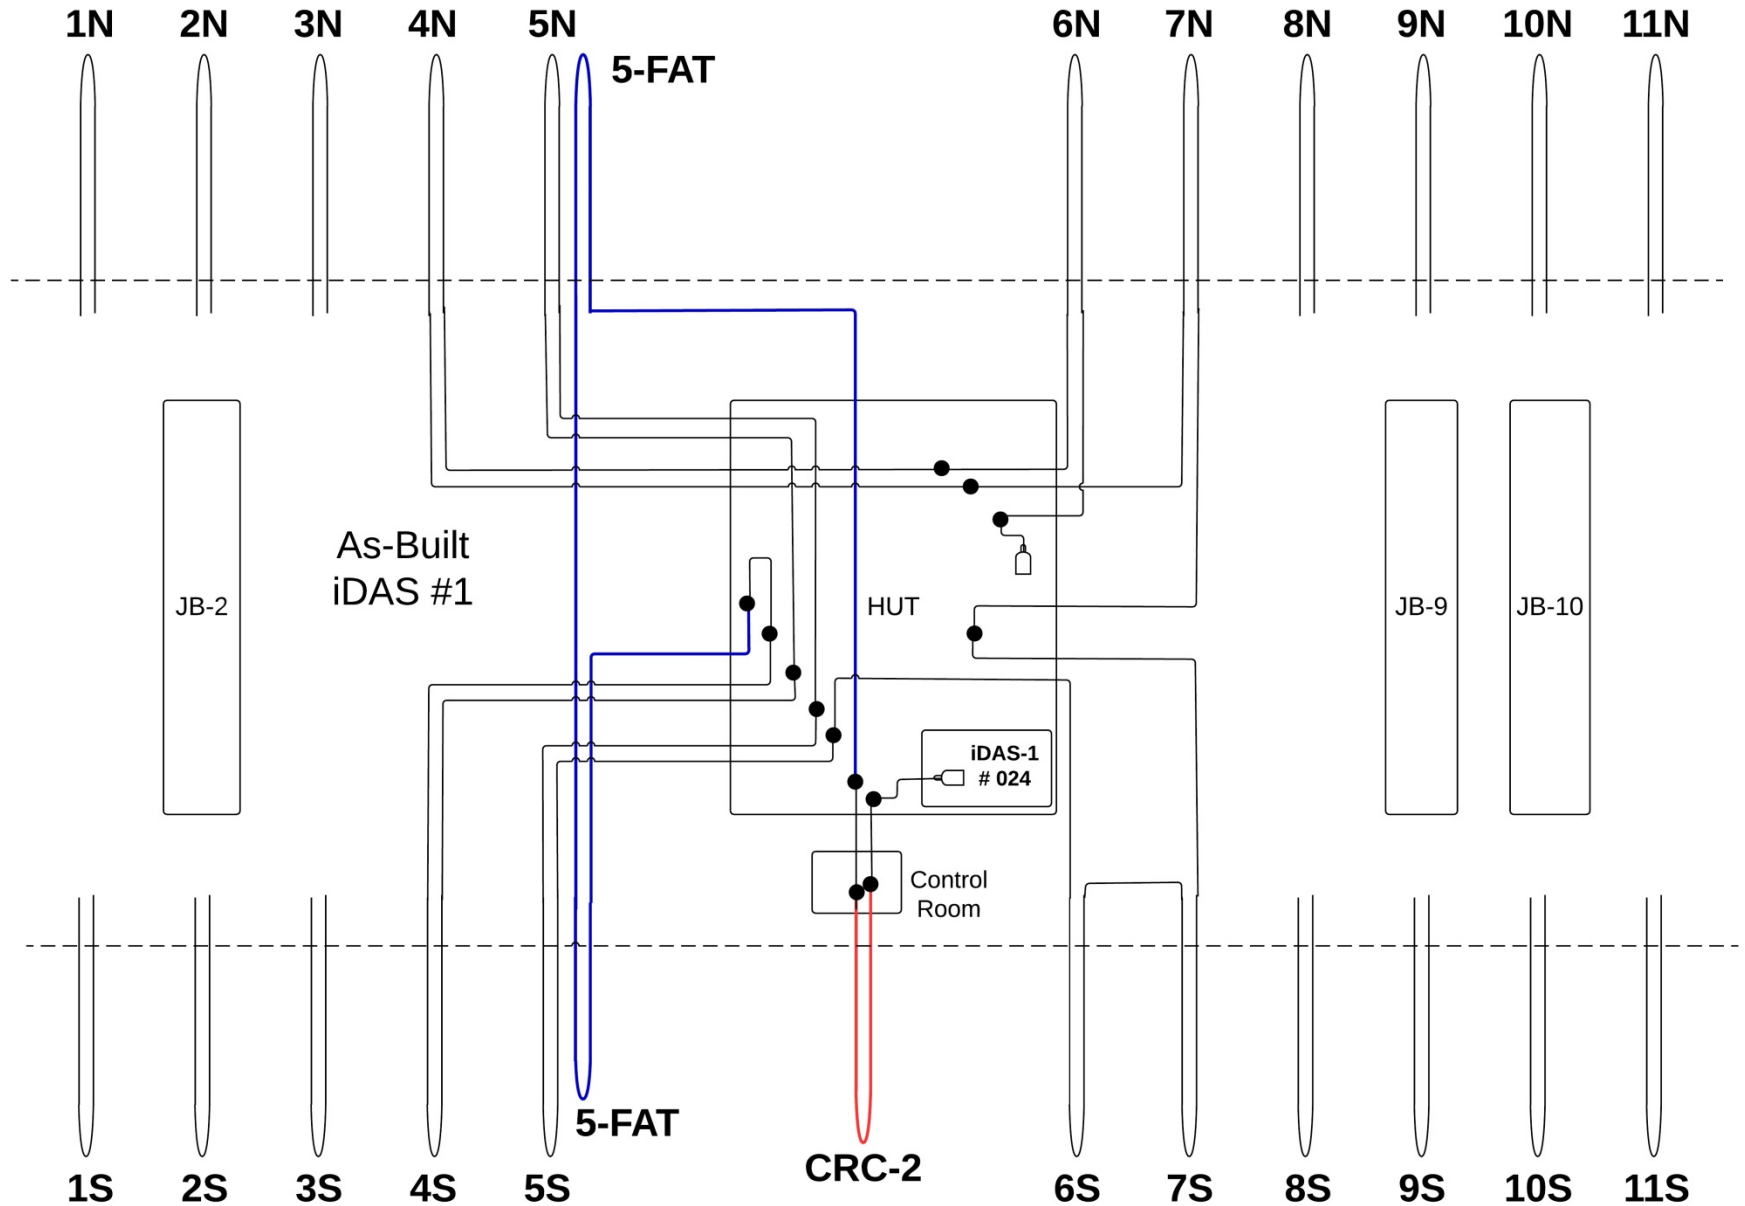 1N 2N 3N 4N 5N 6N 7N 8N 9N 10N 11N
5-FAT
As-Built
iDAS #1
JB-2
HUT
JB-9
JB-10
iDAS-1
# 024
Control
Room
5-FAT
CRC-2
1S 2S 3S 4S 5S 6S 7S 8S 9S 10S 11S